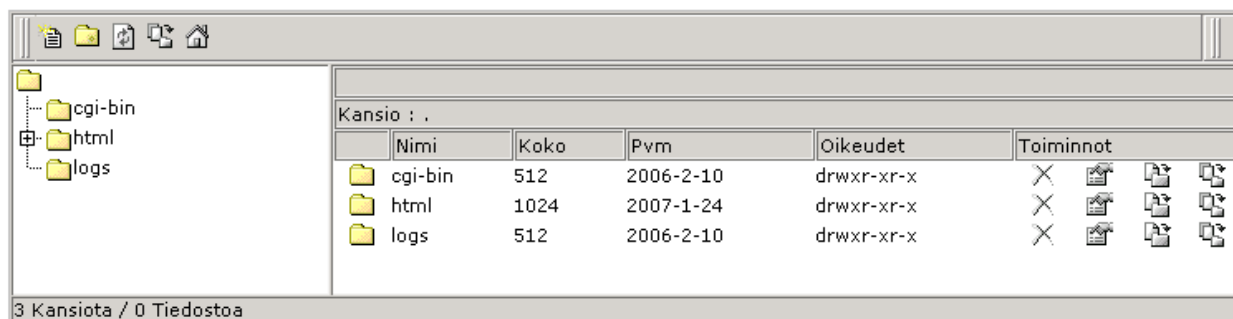 cgi-bin
html
logs
Kansio : .
Nimi Koko Pvm Oikeudet Toiminnot
cgi-bin 512 2006-2-10 drwxr-xr-x
html 1024 2007-1-24 drwxr-xr-x
logs 512 2006-2-10 drwxr-xr-x
3 Kansiota / 0 Tiedostoa